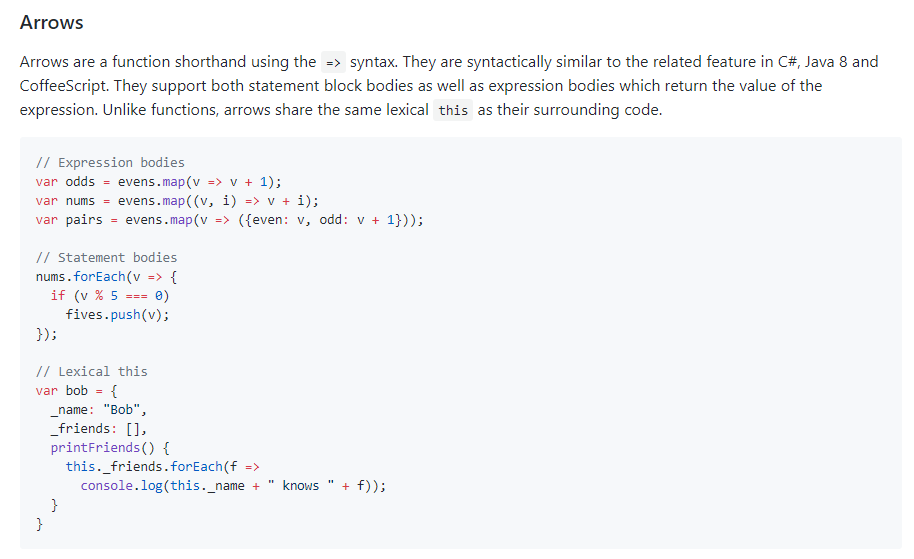 Arrows
Arrows are a function shorthand using the => syntax. They are syntactically similar to the related feature in C#, Java 8 and
CoffeeScript. They support both statement block bodies as well as expression bodies which return the value of the
expression. Unlike functions, arrows share the same lexical this as their surrounding code.
// Expression bodies
var odds = evens.map(v => v + 1);
var nums = evens.map((v, i) => v + i);
var pairs = evens.map(v => ({even: v, odd: v + 1}));
// Statement bodies
nums.forEach(v => {
  if (v % 5 === 0)
    fives.push(v);
});
// Lexical this
var bob = {
  _name: "Bob",
  _friends: [],
  printFriends() {
    this._friends.forEach(f =>
      console.log(this._name + " knows " + f));
  }
}